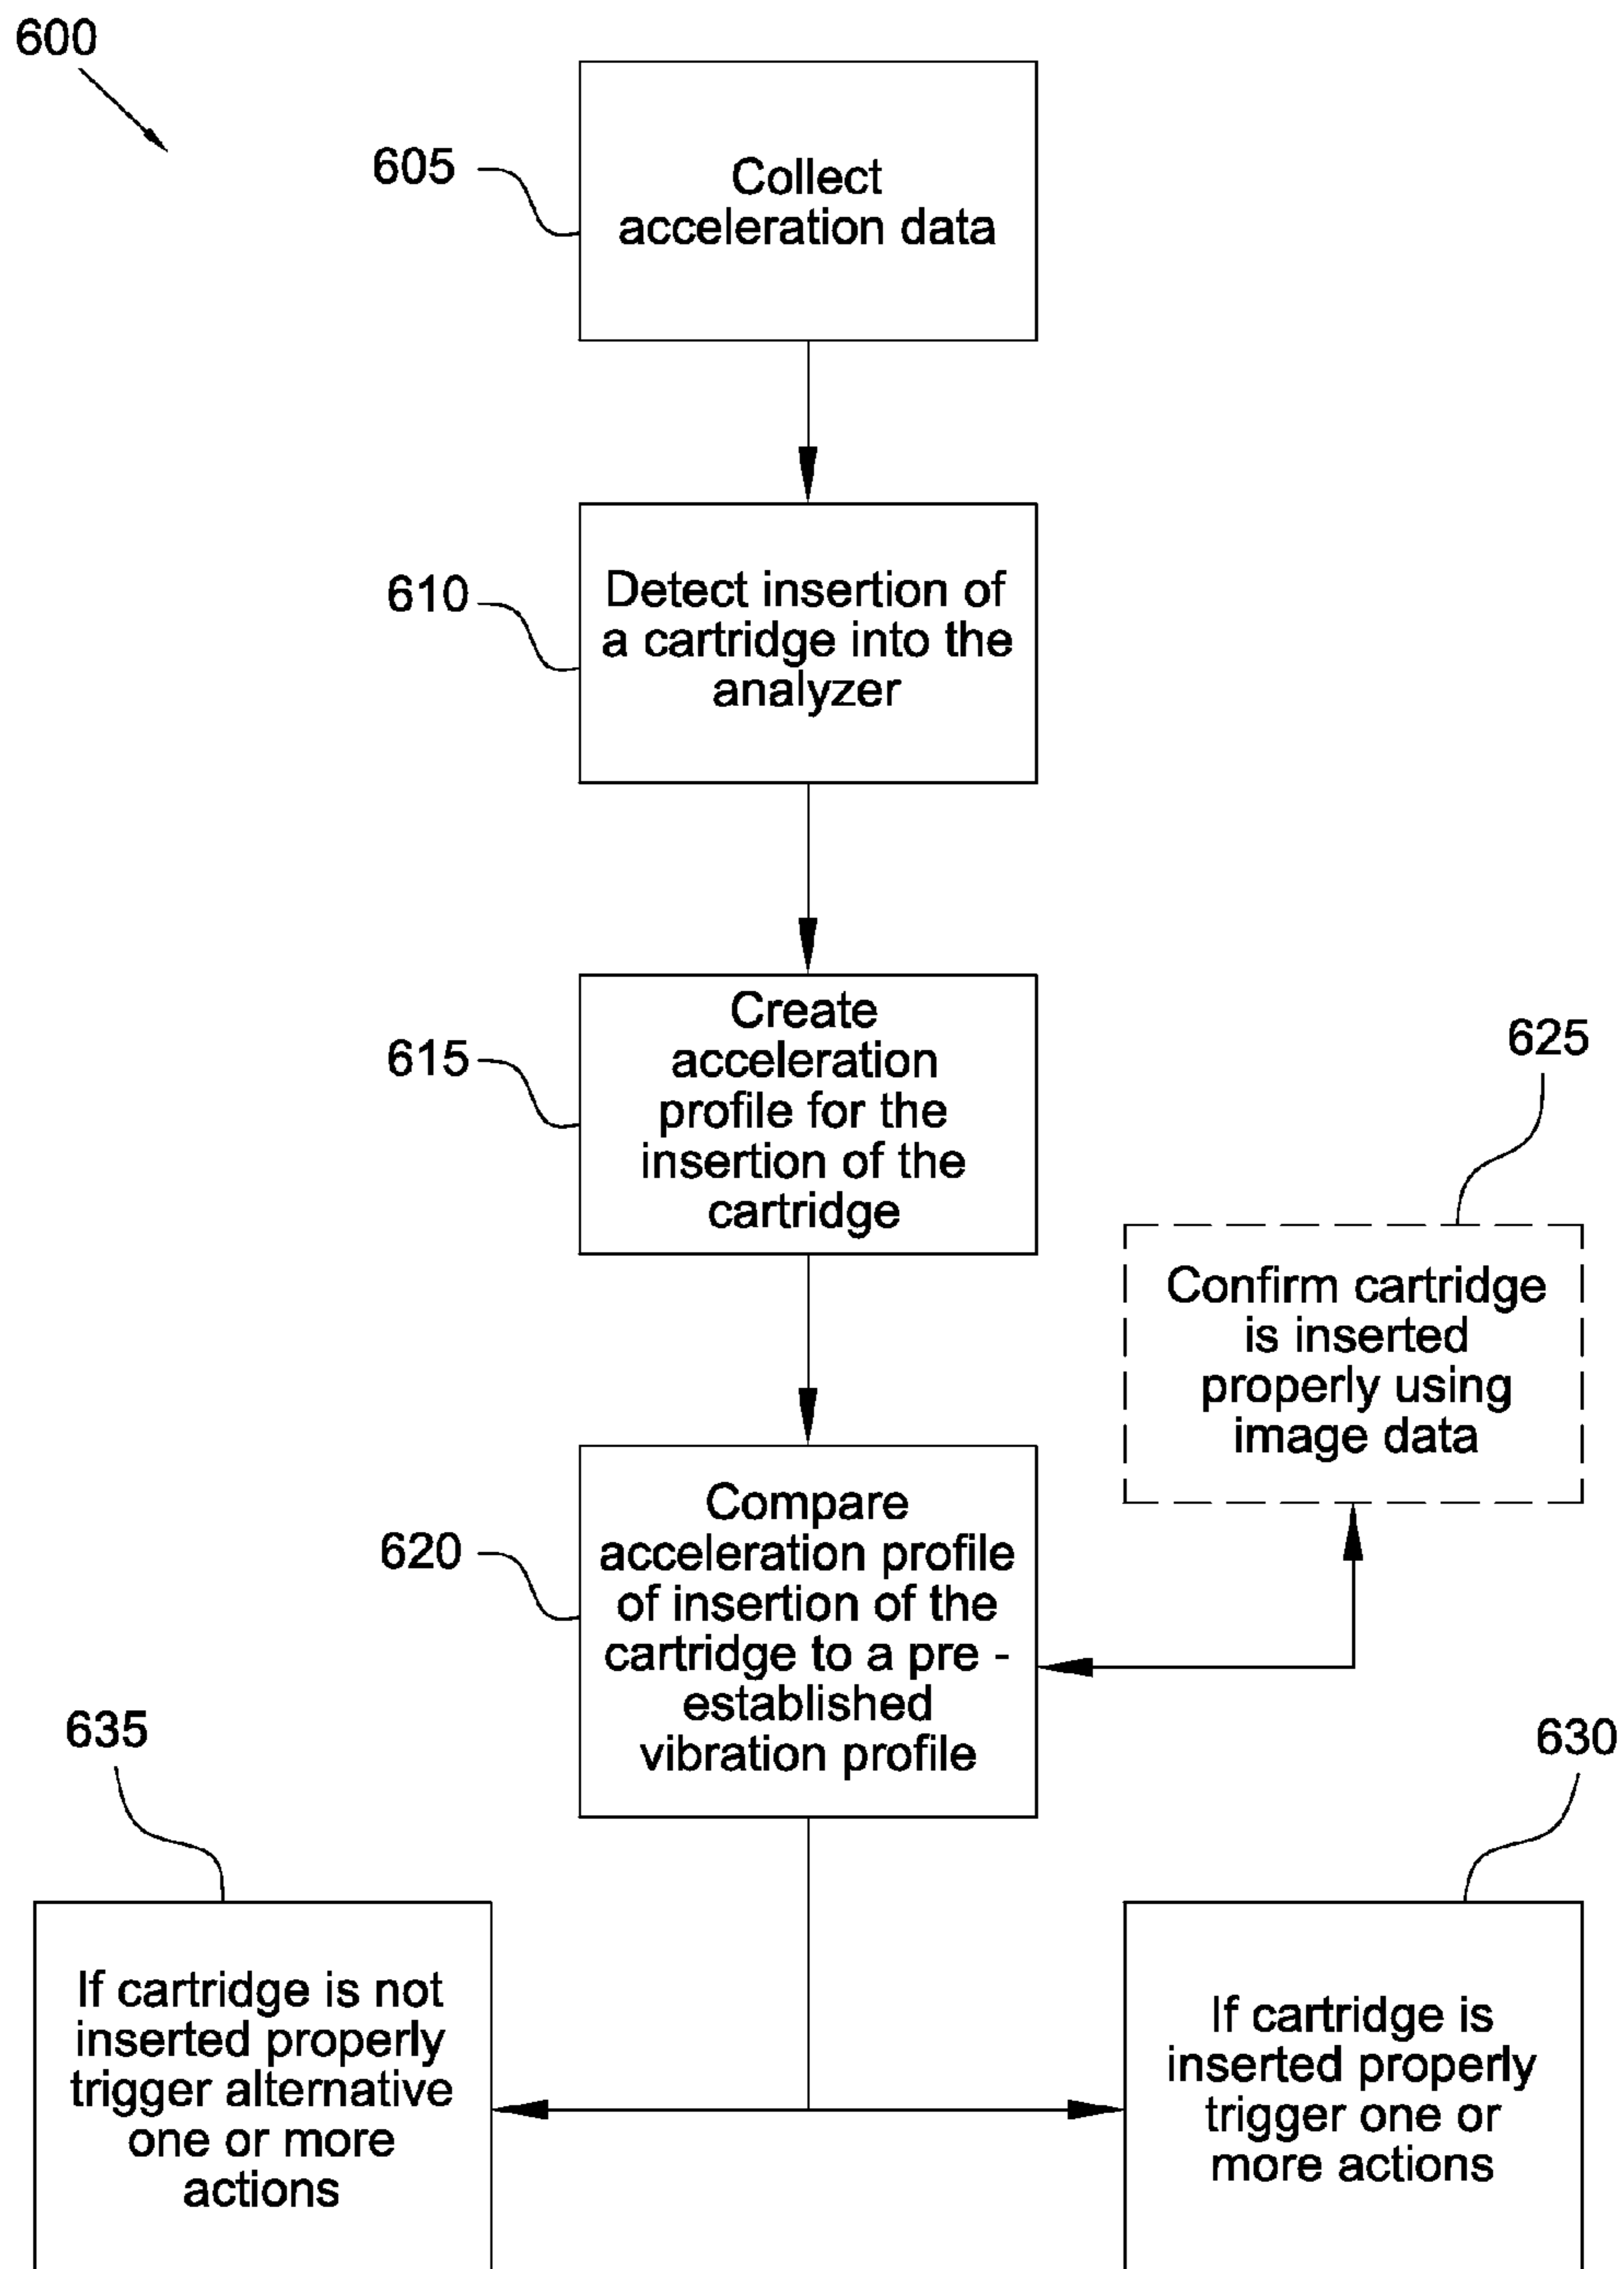 600
605
Collect
acceleration data
610
Detect insertion of
a cartridge into the
analyzer
615
Create
acceleration
profile for the
insertion of the
cartridge
625
Confirm cartridge
is inserted
properly using
image data
620
Compare
acceleration profile
of insertion of the
cartridge to a pre -
established
vibration profile
635
If cartridge is not
inserted properly
trigger alternative
one or more
actions
630
If cartridge is
inserted properly
trigger one or
more actions